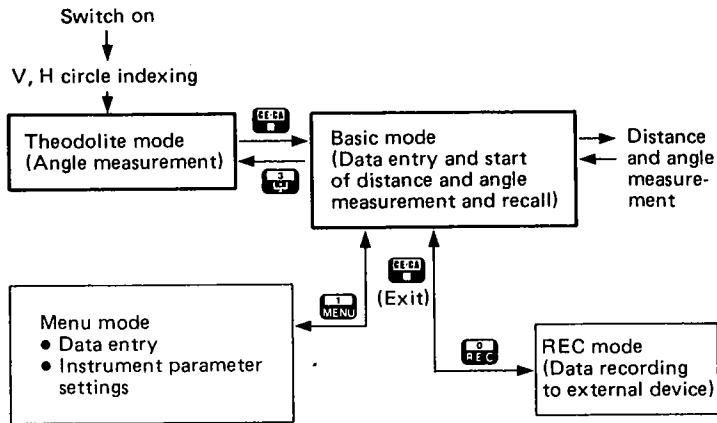 Switch on
V, H circle indexing
Theodolite mode
(Angle measurement)
CE·CA
3
Basic mode
(Data entry and start
of distance and angle
measurement and recall)
Distance
and angle
measure-
ment
CE·CA
(Exit)
1
MENU
Menu mode
● Data entry
● Instrument parameter
settings
0
REC
REC mode
(Data recording
to external device)